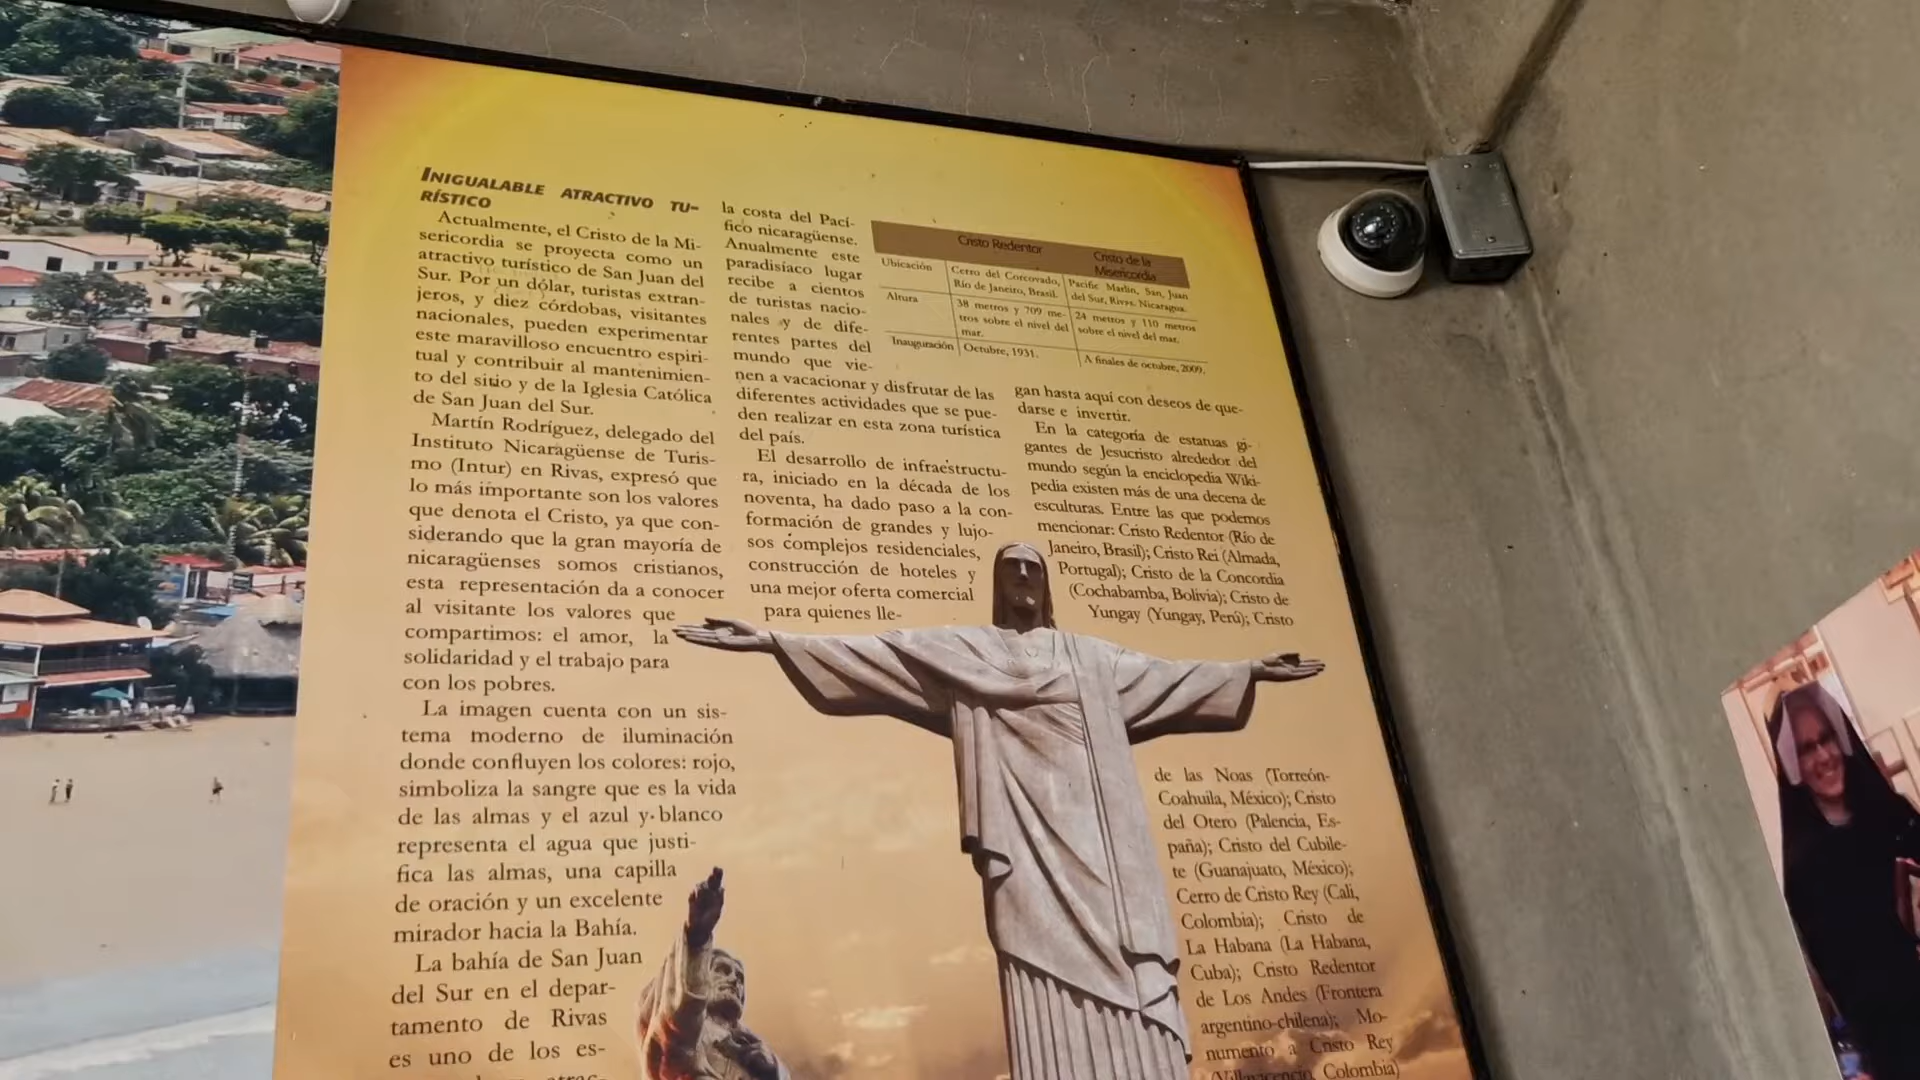 INIGUALABLE ATRACTIVO TU-
RÍSTICO
Actualmente, el Cristo de la Mi-
sericordia se proyecta como un
atractivo turístico de San Juan del
Sur. Por un dólar, turistas extran-
jeros, y diez córdobas, visitantes
nacionales, pueden experimentar
este maravilloso encuentro espiri-
tual y contribuir al mantenimien-
to del sitio y de la Iglesia Católica
de San Juan del Sur.
Martín Rodríguez, delegado del
Instituto Nicaragüense de Turis-
mo (Intur) en Rivas, expresó que
lo más importante son los valores
que denota el Cristo, ya que con-
siderando que la gran mayoría de
nicaragüenses somos cristianos,
esta representación da a conocer
al visitante los valores que
compartimos: el amor, la
solidaridad y el trabajo para
con los pobres.
La imagen cuenta con un sis-
tema moderno de iluminación
donde confluyen los colores: rojo,
simboliza la sangre que es la vida
de las almas y el azul y blanco
representa el agua que justi-
fica las almas, una capilla
de oración y un excelente
mirador hacia la Bahía.
La bahía de San Juan
del Sur en el depar-
tamento de Rivas
es uno de los es-
la costa del Pací-
fico nicaragüense.
Anualmente este
paradisíaco lugar
recibe a cientos
de turistas nacio-
nales y de dife-
rentes partes del
mundo que vie-
nen a vacacionar y disfrutar de las
diferentes actividades que se pue-
den realizar en esta zona turística
del país.
El desarrollo de infraestructu-
ra, iniciado en la década de los
noventa, ha dado paso a la con-
formación de grandes y lujo-
sos complejos residenciales,
construcción de hoteles y
una mejor oferta comercial
para quienes lle-
Cristo Redentor
Cristo de la
Misericordia
Ubicación
Cerro del Corcovado,
Río de Janeiro, Brasil.
Pacific Marlin, San, Juan
del Sur, Rivas. Nicaragua.
Altura
38 metros y 709 me-
tros sobre el nivel del
mar.
24 metros y 110 metros
sobre el nivel del mar.
Inauguración
Octubre, 1931.
A finales de octubre, 2009.
gan hasta aquí con deseos de que-
darse e invertir.
En la categoría de estatuas gi-
gantes de Jesucristo alrededor del
mundo según la enciclopedia Wiki-
pedia existen más de una decena de
esculturas. Entre las que podemos
mencionar: Cristo Redentor (Río de
Janeiro, Brasil); Cristo Rei (Almada,
Portugal); Cristo de la Concordia
(Cochabamba, Bolivia); Cristo de
Yungay (Yungay, Perú); Cristo
de las Noas (Torreón-
Coahuila, México); Cristo
del Otero (Palencia, Es-
paña); Cristo del Cubile-
te (Guanajuato, México);
Cerro de Cristo Rey (Cali,
Colombia); Cristo de
La Habana (La Habana,
Cuba); Cristo Redentor
de Los Andes (Frontera
argentino-chilena); Mo-
numento a Cristo Rey
(Villavicencio, Colombia)